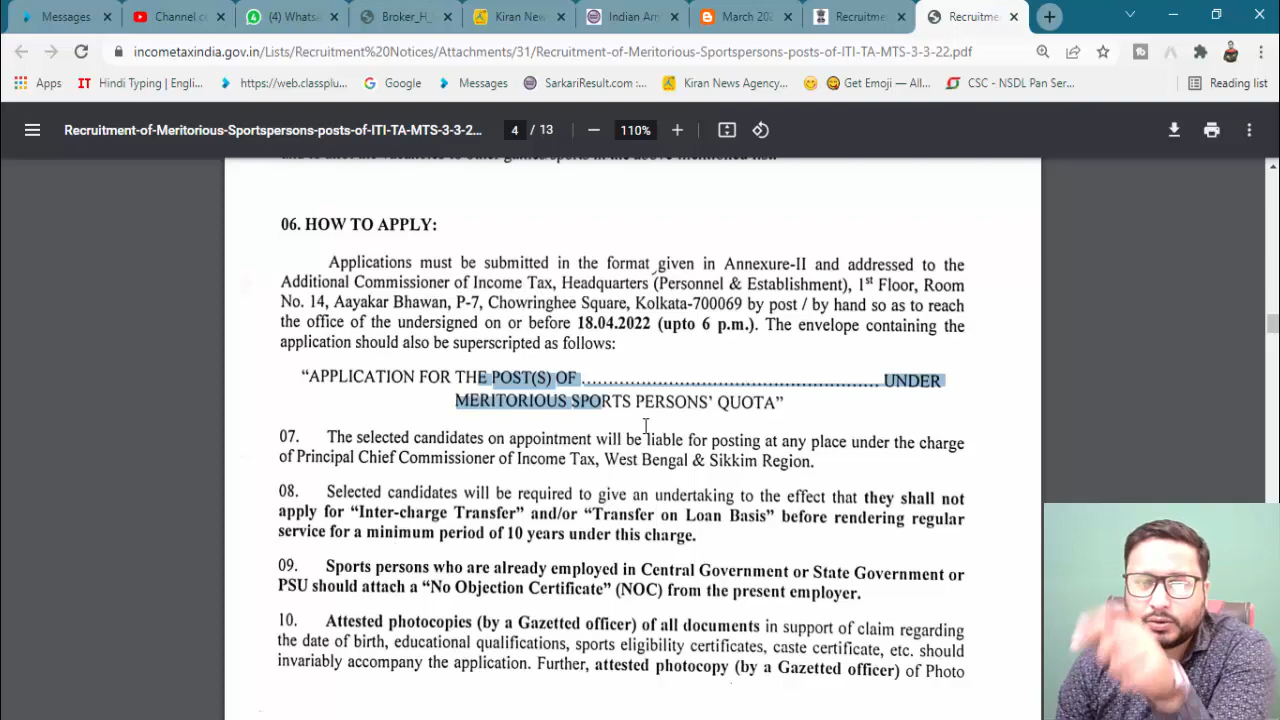 Messages
Channel c
(4) Whats
Broker_H_
Kiran New
Indian Arm
March 202
Recruitme
Recruitme
incometaxindia.gov.in/Lists/Recruitment%20Notices/Attachments/31/Recruitment-of-Meritorious-Sportspersons-posts-of-ITI-TA-MTS-3-3-22.pdf
Apps
Hindi Typing | Engli...
https://web.classplu...
Google
Messages
SarkariResult.com :...
Kiran News Agency...
Get Emoji — All...
CSC - NSDL Pan Ser...
Reading list
Recruitment-of-Meritorious-Sportspersons-posts-of-ITI-TA-MTS-3-3-2...
4 / 13
110%
06. HOW TO APPLY:
Applications must be submitted in the format given in Annexure-II and addressed to the
Additional Commissioner of Income Tax, Headquarters (Personnel & Establishment), 1st Floor, Room
No. 14, Aayakar Bhawan, P-7, Chowringhee Square, Kolkata-700069 by post / by hand so as to reach
the office of the undersigned on or before 18.04.2022 (upto 6 p.m.). The envelope containing the
application should also be superscripted as follows:
“APPLICATION FOR THE POST(S) OF ........................................................ UNDER
MERITORIOUS SPORTS PERSONS’ QUOTA”
07. The selected candidates on appointment will be liable for posting at any place under the charge
of Principal Chief Commissioner of Income Tax, West Bengal & Sikkim Region.
08. Selected candidates will be required to give an undertaking to the effect that they shall not
apply for “Inter-charge Transfer” and/or “Transfer on Loan Basis” before rendering regular
service for a minimum period of 10 years under this charge.
09. Sports persons who are already employed in Central Government or State Government or
PSU should attach a “No Objection Certificate” (NOC) from the present employer.
10. Attested photocopies (by a Gazetted officer) of all documents in support of claim regarding
the date of birth, educational qualifications, sports eligibility certificates, caste certificate, etc. should
invariably accompany the application. Further, attested photocopy (by a Gazetted officer) of Photo